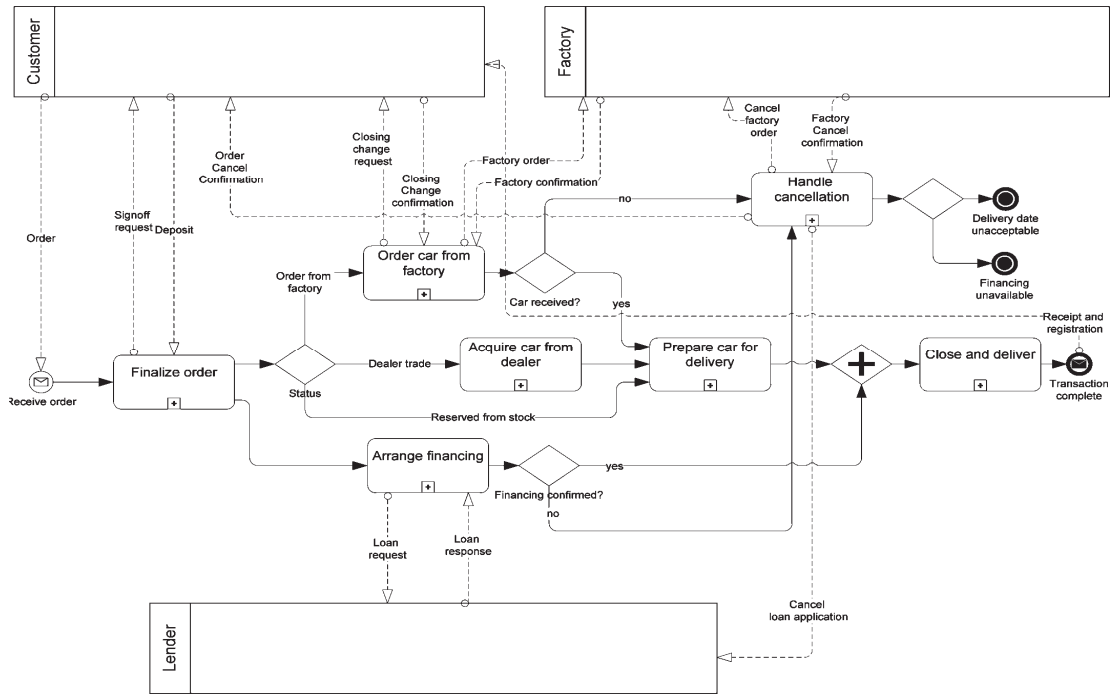 Customer
Factory
Cancel
factory
order
Factory
Cancel
confirmation
Closing
change
request
Order
Cancel
Confirmation
Factory order
Closing
Change
confirmation
Factory confirmation
Handle
cancellation
no
Signoff
request
Deposit
Order
Delivery date
unacceptable
Order from
factory
Order car from
factory
Financing
unavailable
Car received?
yes
Receipt and
registration
Finalize order
Dealer trade
Acquire car from
dealer
Prepare car for
delivery
Close and deliver
Receive order
Status
Transaction
complete
Reserved from stock
Arrange financing
yes
Financing confirmed?
no
Loan
request
Loan
response
Cancel
loan application
Lender